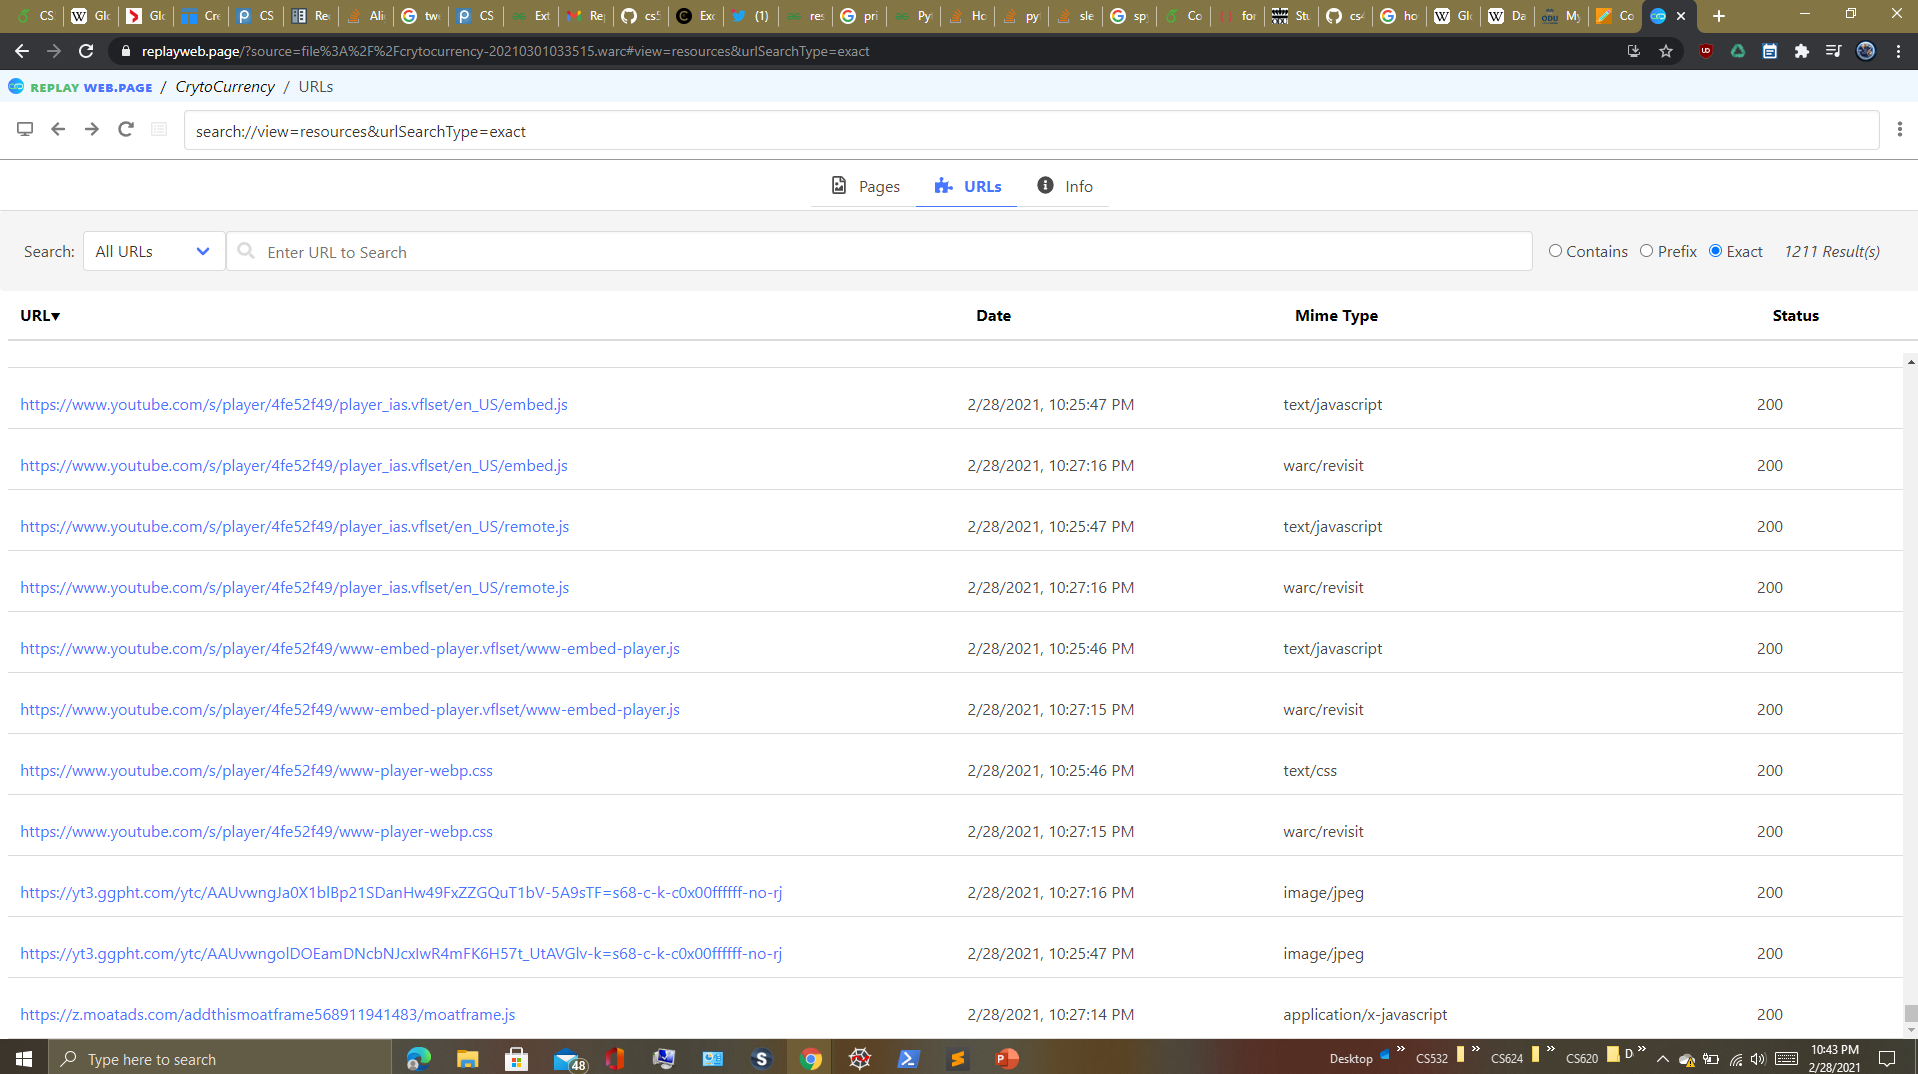 CS Glo Glo Cre CS Rec Ali twe CS Ext Rep cs5 Exc (1) res pri Pyt Ho pyt sle spy Co for Stu cs4 ho Glo Da My Co
replayweb.page/?source=file%3A%2F%2Fcrytocurrency-20210301033515.warc#view=resources&urlSearchType=exact
REPLAY WEB.PAGE / CrytoCurrency / URLs
search://view=resources&urlSearchType=exact
Pages URLs Info
Search: All URLs Enter URL to Search Contains Prefix Exact 1211 Result(s)
URL▾ Date Mime Type Status
https://www.youtube.com/s/player/4fe52f49/player_ias.vflset/en_US/embed.js 2/28/2021, 10:25:47 PM text/javascript 200
https://www.youtube.com/s/player/4fe52f49/player_ias.vflset/en_US/embed.js 2/28/2021, 10:27:16 PM warc/revisit 200
https://www.youtube.com/s/player/4fe52f49/player_ias.vflset/en_US/remote.js 2/28/2021, 10:25:47 PM text/javascript 200
https://www.youtube.com/s/player/4fe52f49/player_ias.vflset/en_US/remote.js 2/28/2021, 10:27:16 PM warc/revisit 200
https://www.youtube.com/s/player/4fe52f49/www-embed-player.vflset/www-embed-player.js 2/28/2021, 10:25:46 PM text/javascript 200
https://www.youtube.com/s/player/4fe52f49/www-embed-player.vflset/www-embed-player.js 2/28/2021, 10:27:15 PM warc/revisit 200
https://www.youtube.com/s/player/4fe52f49/www-player-webp.css 2/28/2021, 10:25:46 PM text/css 200
https://www.youtube.com/s/player/4fe52f49/www-player-webp.css 2/28/2021, 10:27:15 PM warc/revisit 200
https://yt3.ggpht.com/ytc/AAUvwngJa0X1blBp21SDanHw49FxZZGQuT1bV-5A9sTF=s68-c-k-c0x00ffffff-no-rj 2/28/2021, 10:27:16 PM image/jpeg 200
https://yt3.ggpht.com/ytc/AAUvwngolDOEamDNcbNJcxIwR4mFK6H57t_UtAVGlv-k=s68-c-k-c0x00ffffff-no-rj 2/28/2021, 10:25:47 PM image/jpeg 200
https://z.moatads.com/addthismoatframe568911941483/moatframe.js 2/28/2021, 10:27:14 PM application/x-javascript 200
Type here to search 48 Desktop CS532 CS624 CS620 D 10:43 PM
2/28/2021